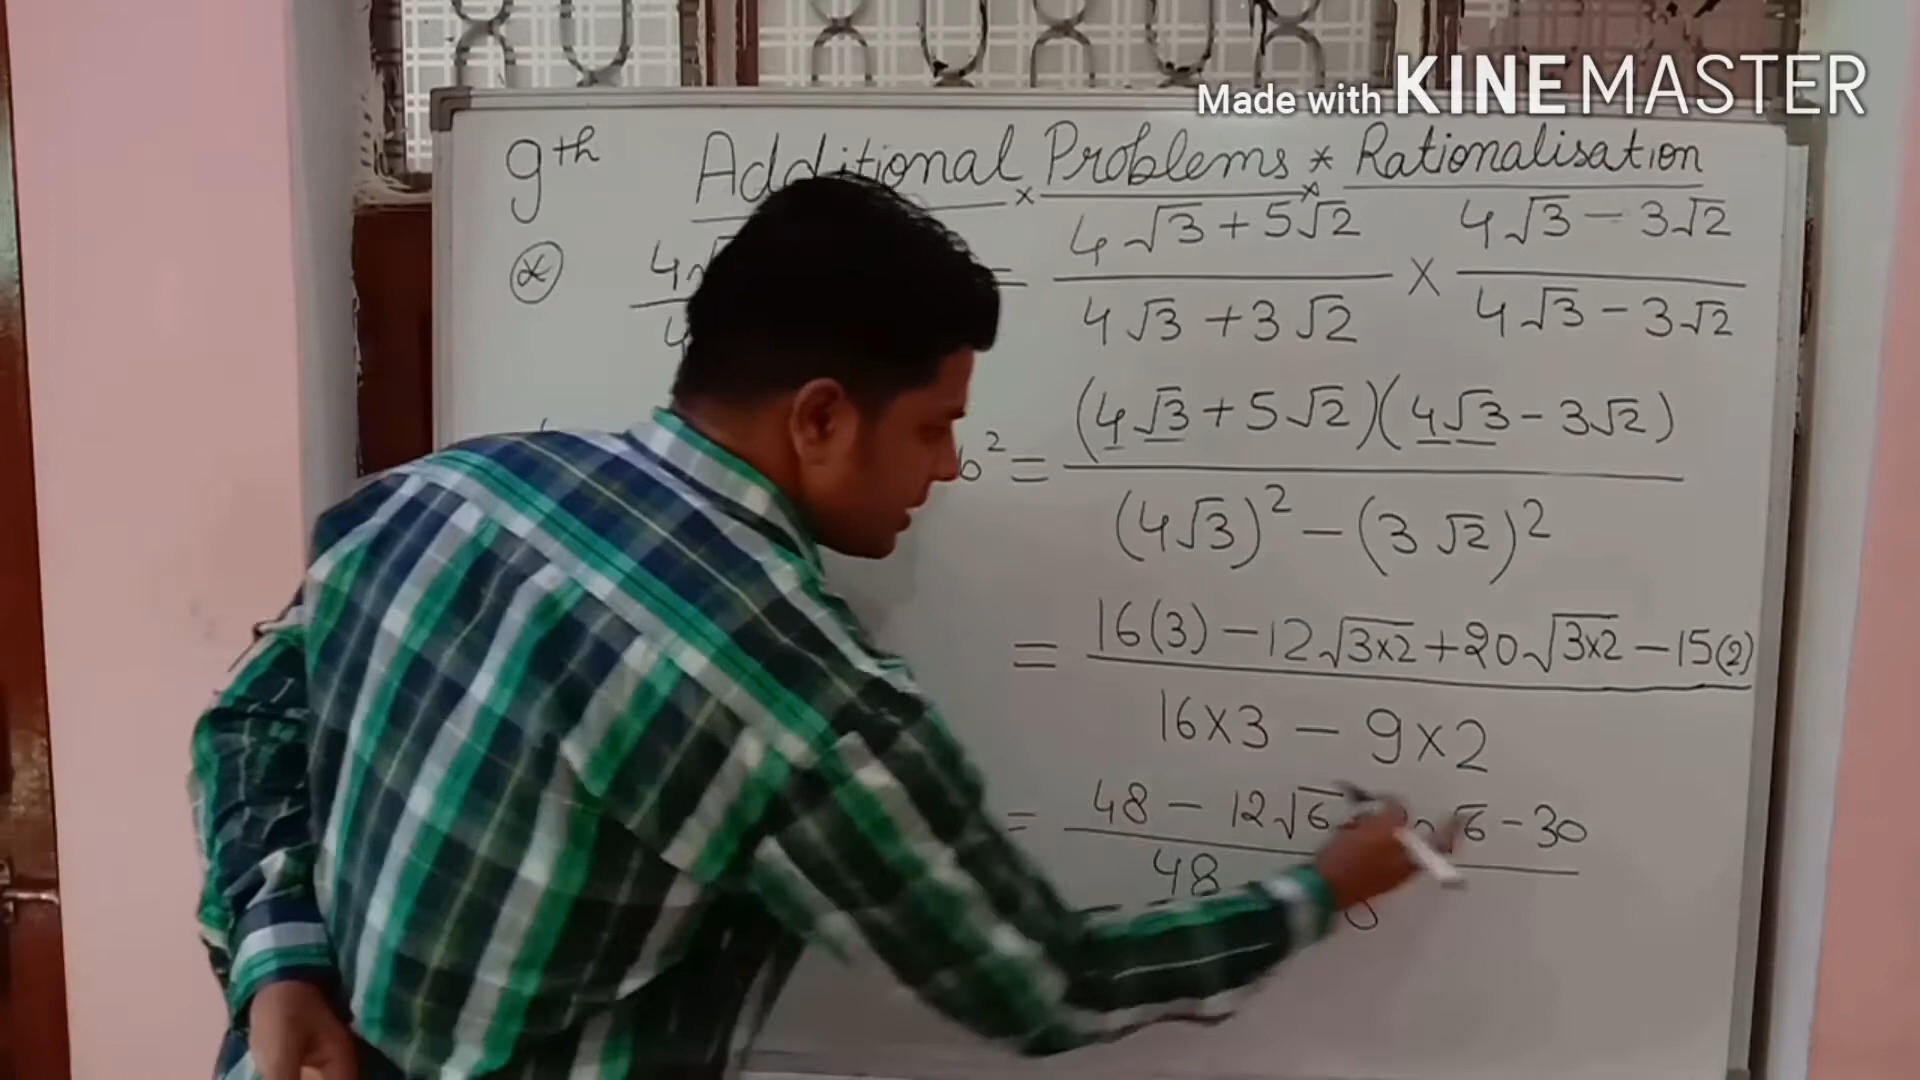 Made with KINEMASTER
9th Additional × Problems * Rationalisation
4√3 + 5√2 4√3 − 3√2
* = ×
4√3 + 3√2 4√3 − 3√2
(4√3 + 5√2)(4√3 − 3√2)
b² =
(4√3)² − (3√2)²
= 16(3) − 12√3×2 + 20√3×2 − 15(2)
16×3 − 9×2
= 48 − 12√6 √6 − 30
48